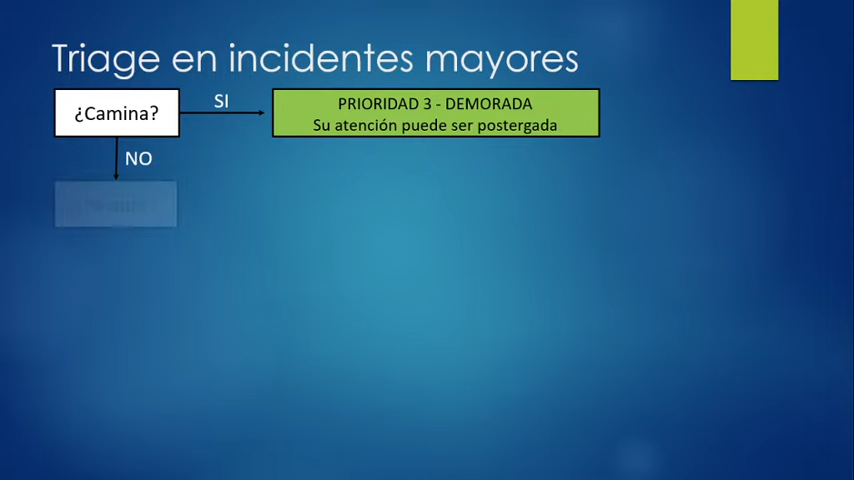 Triage en incidentes mayores
¿Camina?
SI
PRIORIDAD 3 - DEMORADA
Su atención puede ser postergada
NO